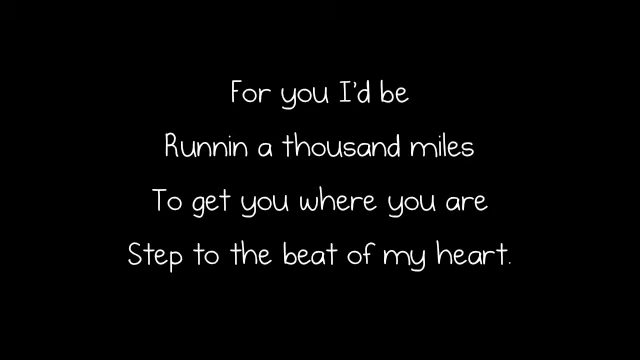 For you I'd be
Runnin a thousand miles
To get you where you are
Step to the beat of my heart.